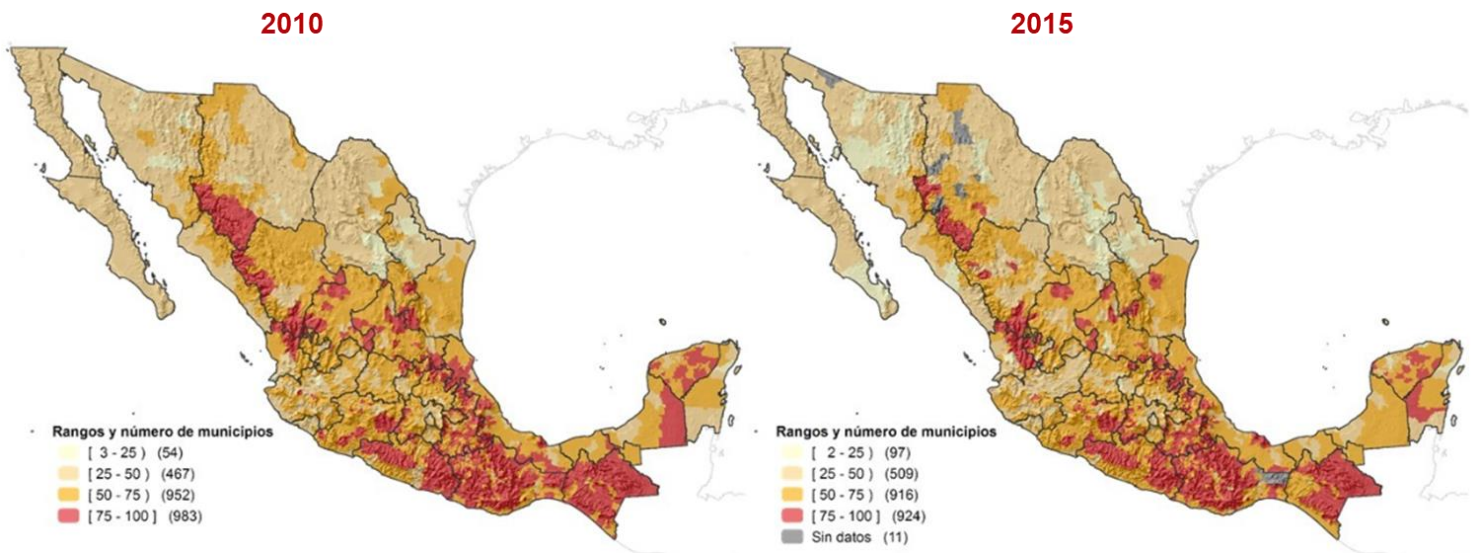 2010
2015
Rangos y número de municipios
[ 3 - 25 ) (54)
[ 25 - 50 ) (467)
[ 50 - 75 ) (952)
[ 75 - 100 ] (983)
Rangos y número de municipios
[ 2 - 25 ) (97)
[ 25 - 50 ) (509)
[ 50 - 75 ) (916)
[ 75 - 100 ] (924)
Sin datos (11)